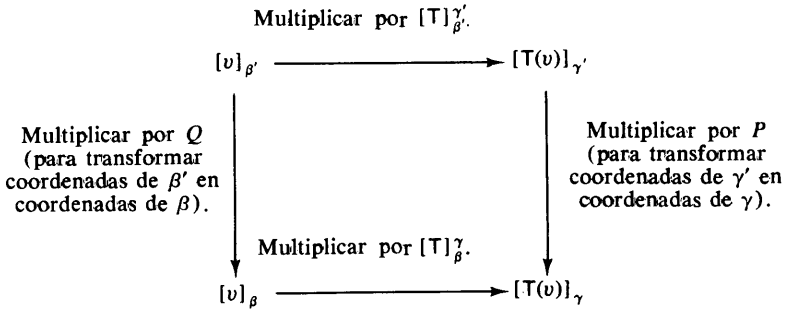 Multiplicar por [T]^{γ'}_{β'}.
[υ]_{β'} [T(υ)]_{γ'}
Multiplicar por Q
(para transformar
coordenadas de β' en
coordenadas de β).
Multiplicar por P
(para transformar
coordenadas de γ' en
coordenadas de γ).
Multiplicar por [T]^{γ}_{β}.
[υ]_{β} [T(υ)]_{γ}